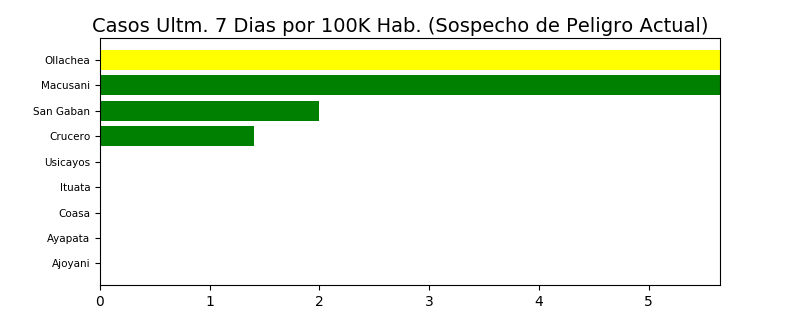 Casos Ultm. 7 Dias por 100K Hab. (Sospecho de Peligro Actual)
Ollachea
Macusani
San Gaban
Crucero
Usicayos
Ituata
Coasa
Ayapata
Ajoyani
0 1 2 3 4 5